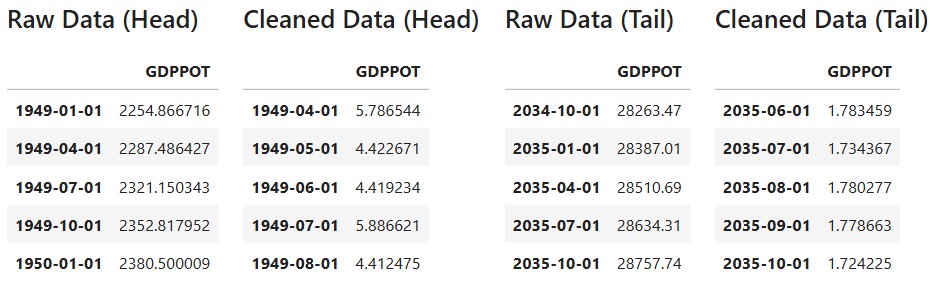 Raw Data (Head) Cleaned Data (Head) Raw Data (Tail) Cleaned Data (Tail)
GDPPOT GDPPOT GDPPOT GDPPOT
1949-01-01 2254.866716 1949-04-01 5.786544 2034-10-01 28263.47 2035-06-01 1.783459
1949-04-01 2287.486427 1949-05-01 4.422671 2035-01-01 28387.01 2035-07-01 1.734367
1949-07-01 2321.150343 1949-06-01 4.419234 2035-04-01 28510.69 2035-08-01 1.780277
1949-10-01 2352.817952 1949-07-01 5.886621 2035-07-01 28634.31 2035-09-01 1.778663
1950-01-01 2380.500009 1949-08-01 4.412475 2035-10-01 28757.74 2035-10-01 1.724225